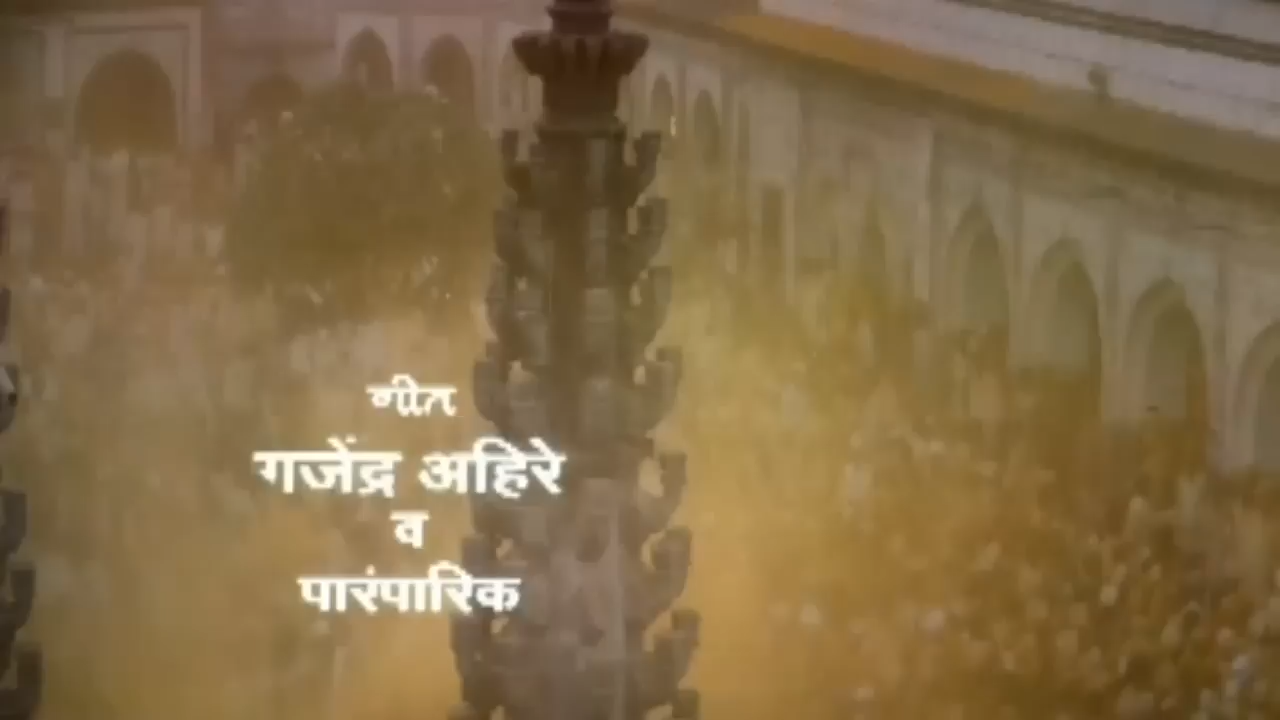 गीत
गजेंद्र अहिरे
व
पारंपारिक